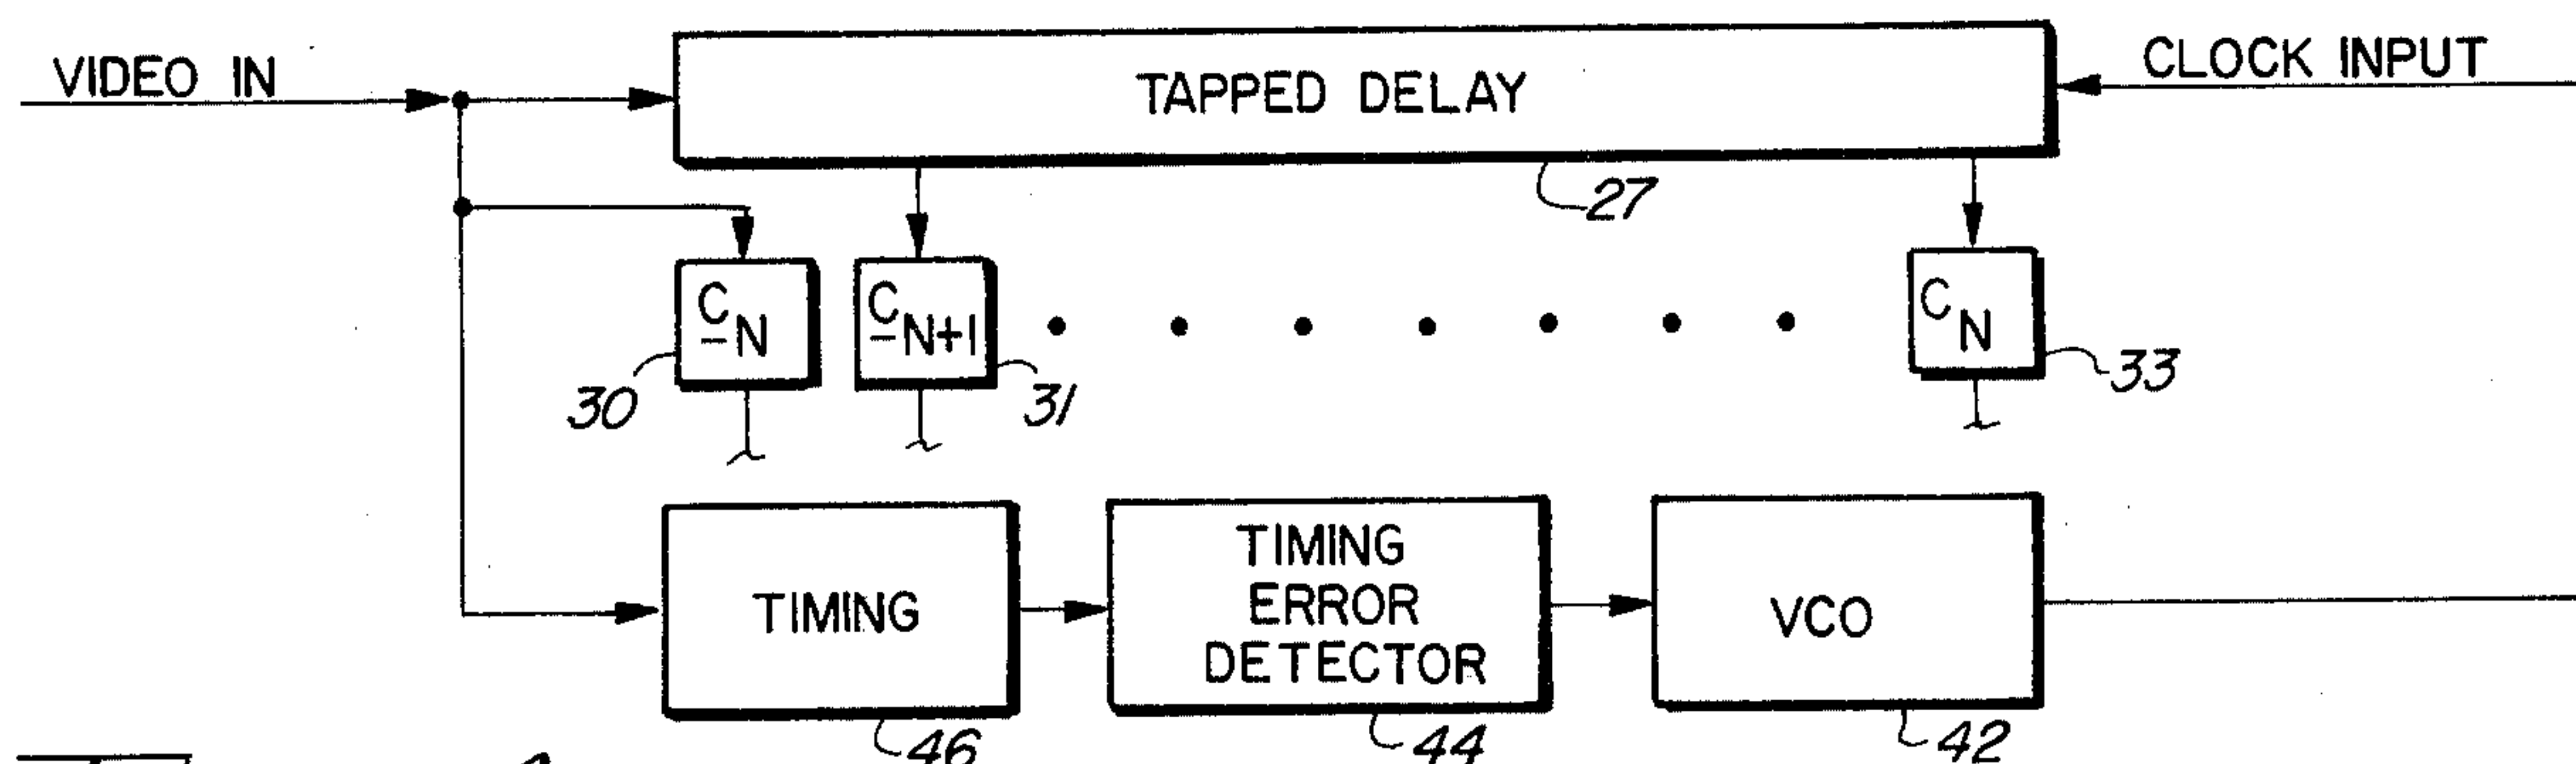 VIDEO IN
TAPPED DELAY
CLOCK INPUT
27
C_N
C_N+1
C_N
30
31
33
TIMING
TIMING
ERROR
DETECTOR
VCO
46
44
42